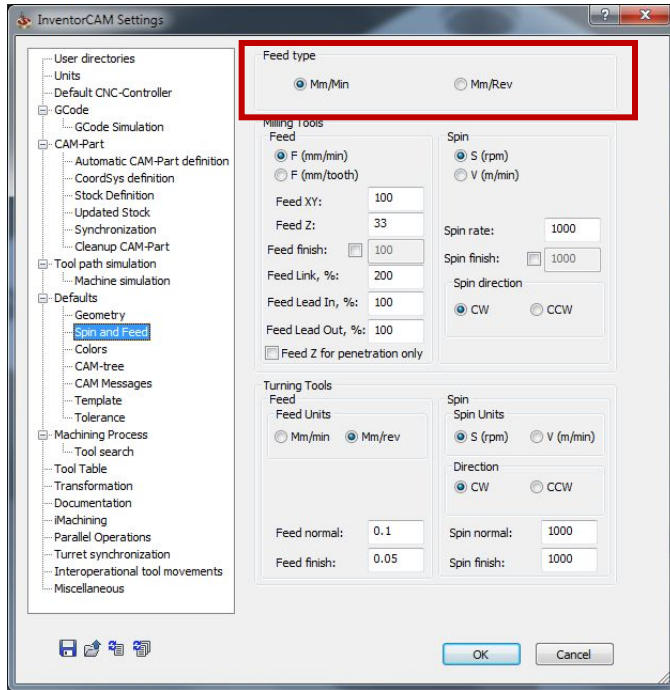 InventorCAM Settings
?
X
User directories
Units
Default CNC-Controller
GCode
GCode Simulation
CAM-Part
Automatic CAM-Part definition
CoordSys definition
Stock Definition
Updated Stock
Synchronization
Cleanup CAM-Part
Tool path simulation
Machine simulation
Defaults
Geometry
Spin and Feed
Colors
CAM-tree
CAM Messages
Template
Tolerance
Machining Process
Tool search
Tool Table
Transformation
Documentation
iMachining
Parallel Operations
Turret synchronization
Interoperational tool movements
Miscellaneous
Feed type
Mm/Min Mm/Rev
Milling Tools
Feed
F (mm/min)
F (mm/tooth)
Feed XY: 100
Feed Z: 33
Feed finish: 100
Feed Link, %: 200
Feed Lead In, %: 100
Feed Lead Out, %: 100
Feed Z for penetration only
Spin
S (rpm)
V (m/min)
Spin rate: 1000
Spin finish: 1000
Spin direction
CW CCW
Turning Tools
Feed
Feed Units
Mm/min Mm/rev
Feed normal: 0.1
Feed finish: 0.05
Spin
Spin Units
S (rpm) V (m/min)
Direction
CW CCW
Spin normal: 1000
Spin finish: 1000
OK Cancel